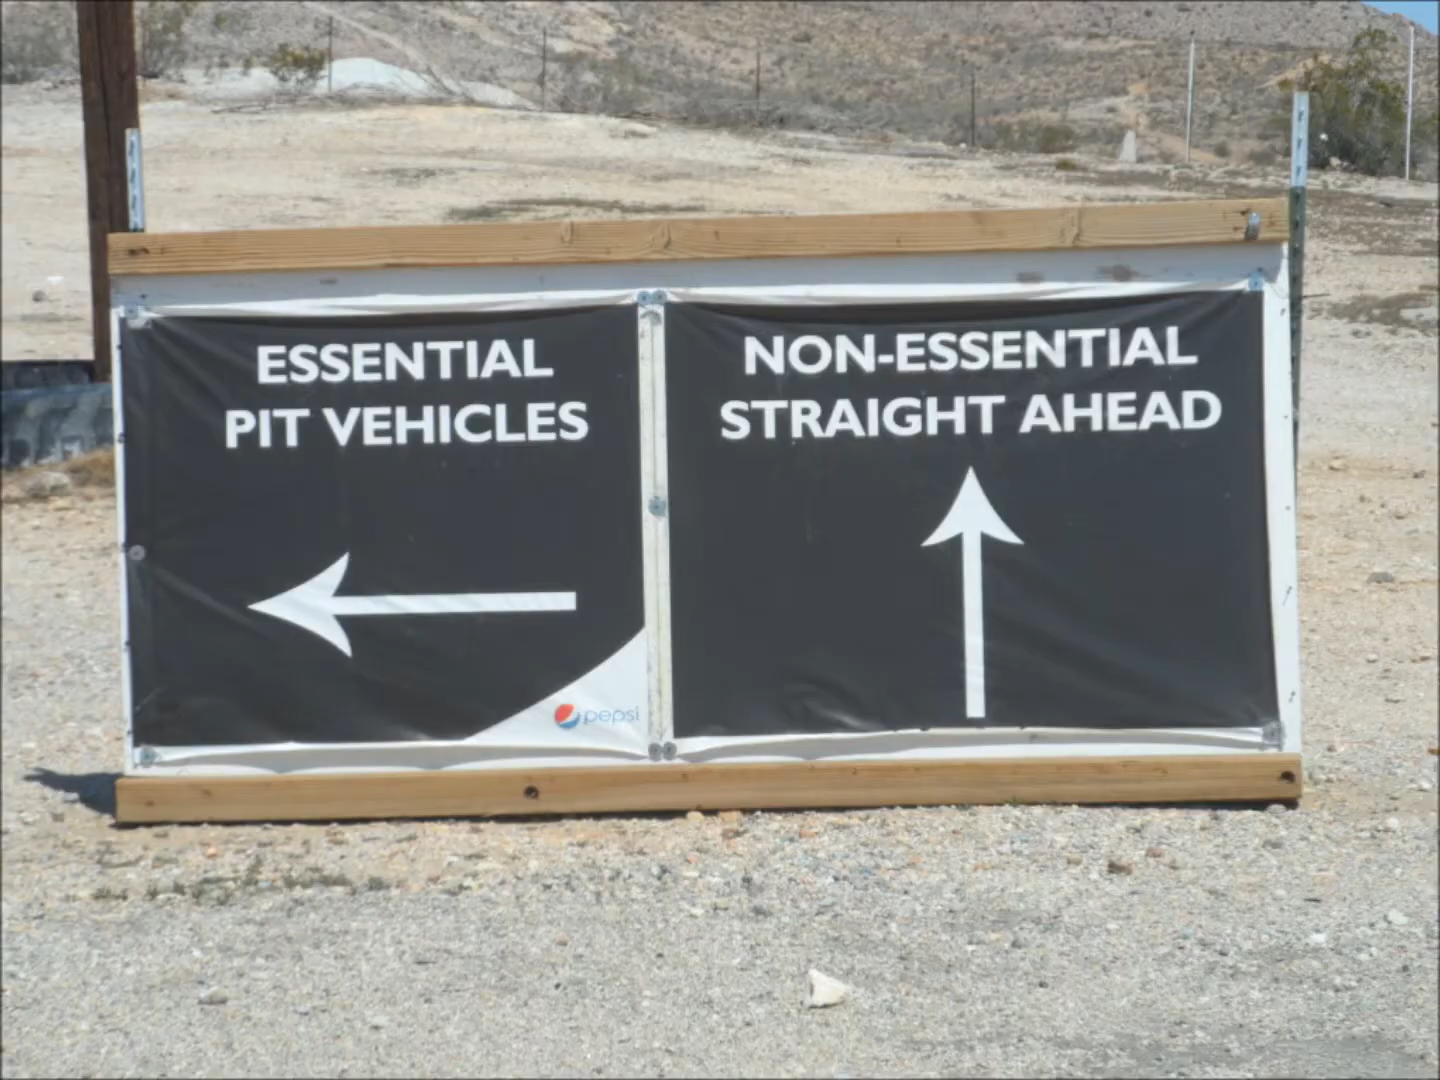 ESSENTIAL
PIT VEHICLES
pepsi
NON-ESSENTIAL
STRAIGHT AHEAD